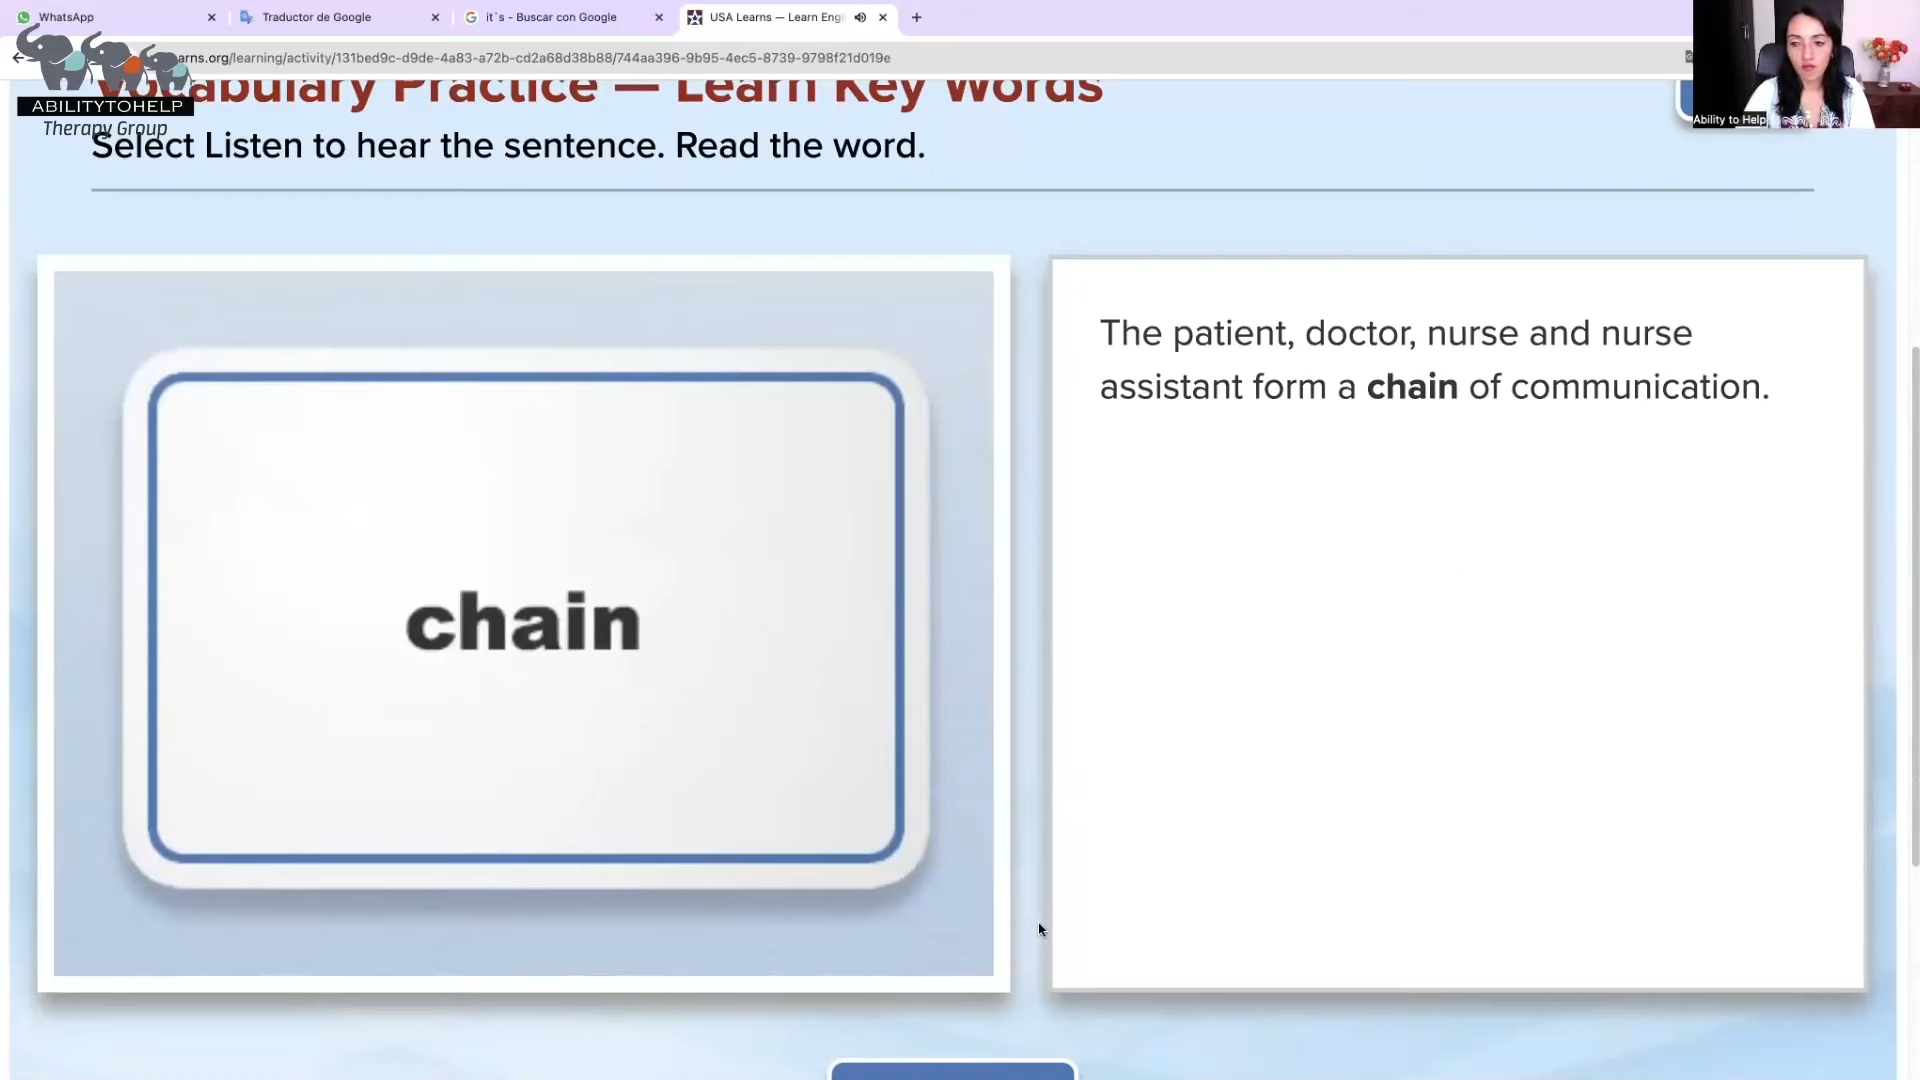 WhatsApp
Traductor de Google
it`s - Buscar con Google
USA Learns — Learn Engl
arns.org/learning/activity/131bed9c-d9de-4a83-a72b-cd2a68d38b88/744aa396-9b95-4ec5-8739-9798f21d019e
ABILITYTOHELP
Therapy Group
Ability to Help
Vocabulary Practice — Learn Key Words
Select Listen to hear the sentence. Read the word.
chain
The patient, doctor, nurse and nurse
assistant form a chain of communication.